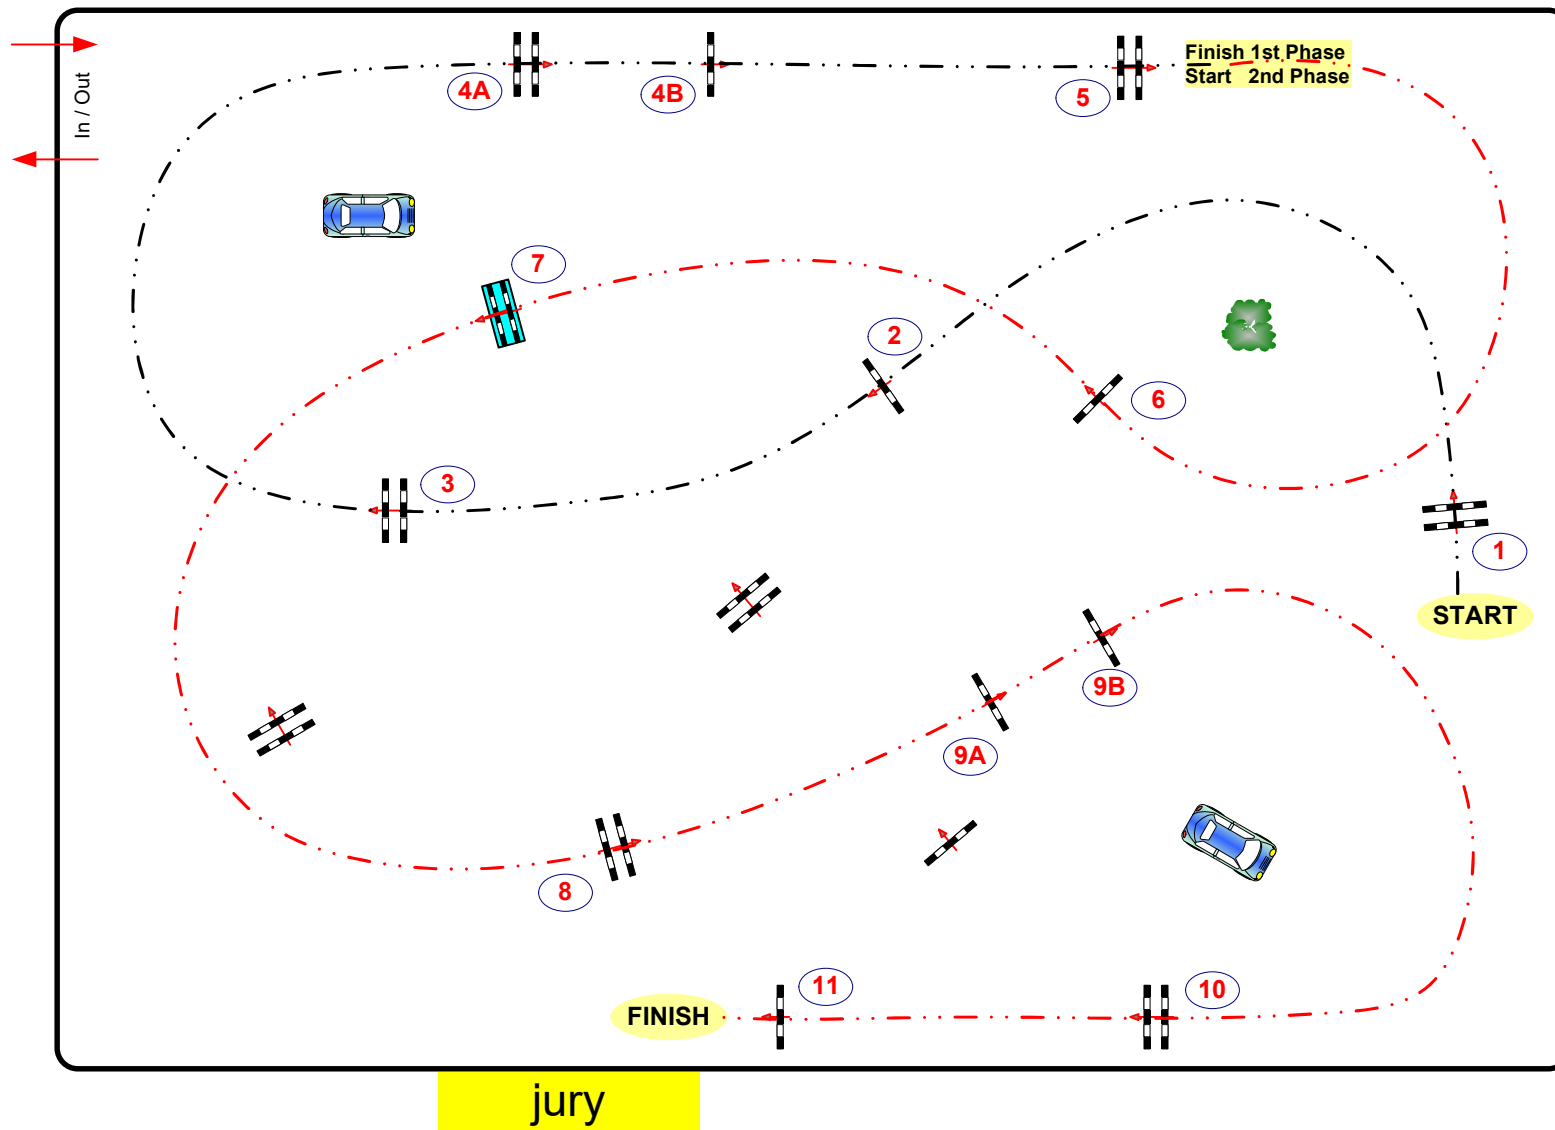 Finish 1st Phase
Start 2nd Phase
In / Out
4A
4B
5
7
2
6
3
1
START
9B
9A
8
11
10
FINISH
jury